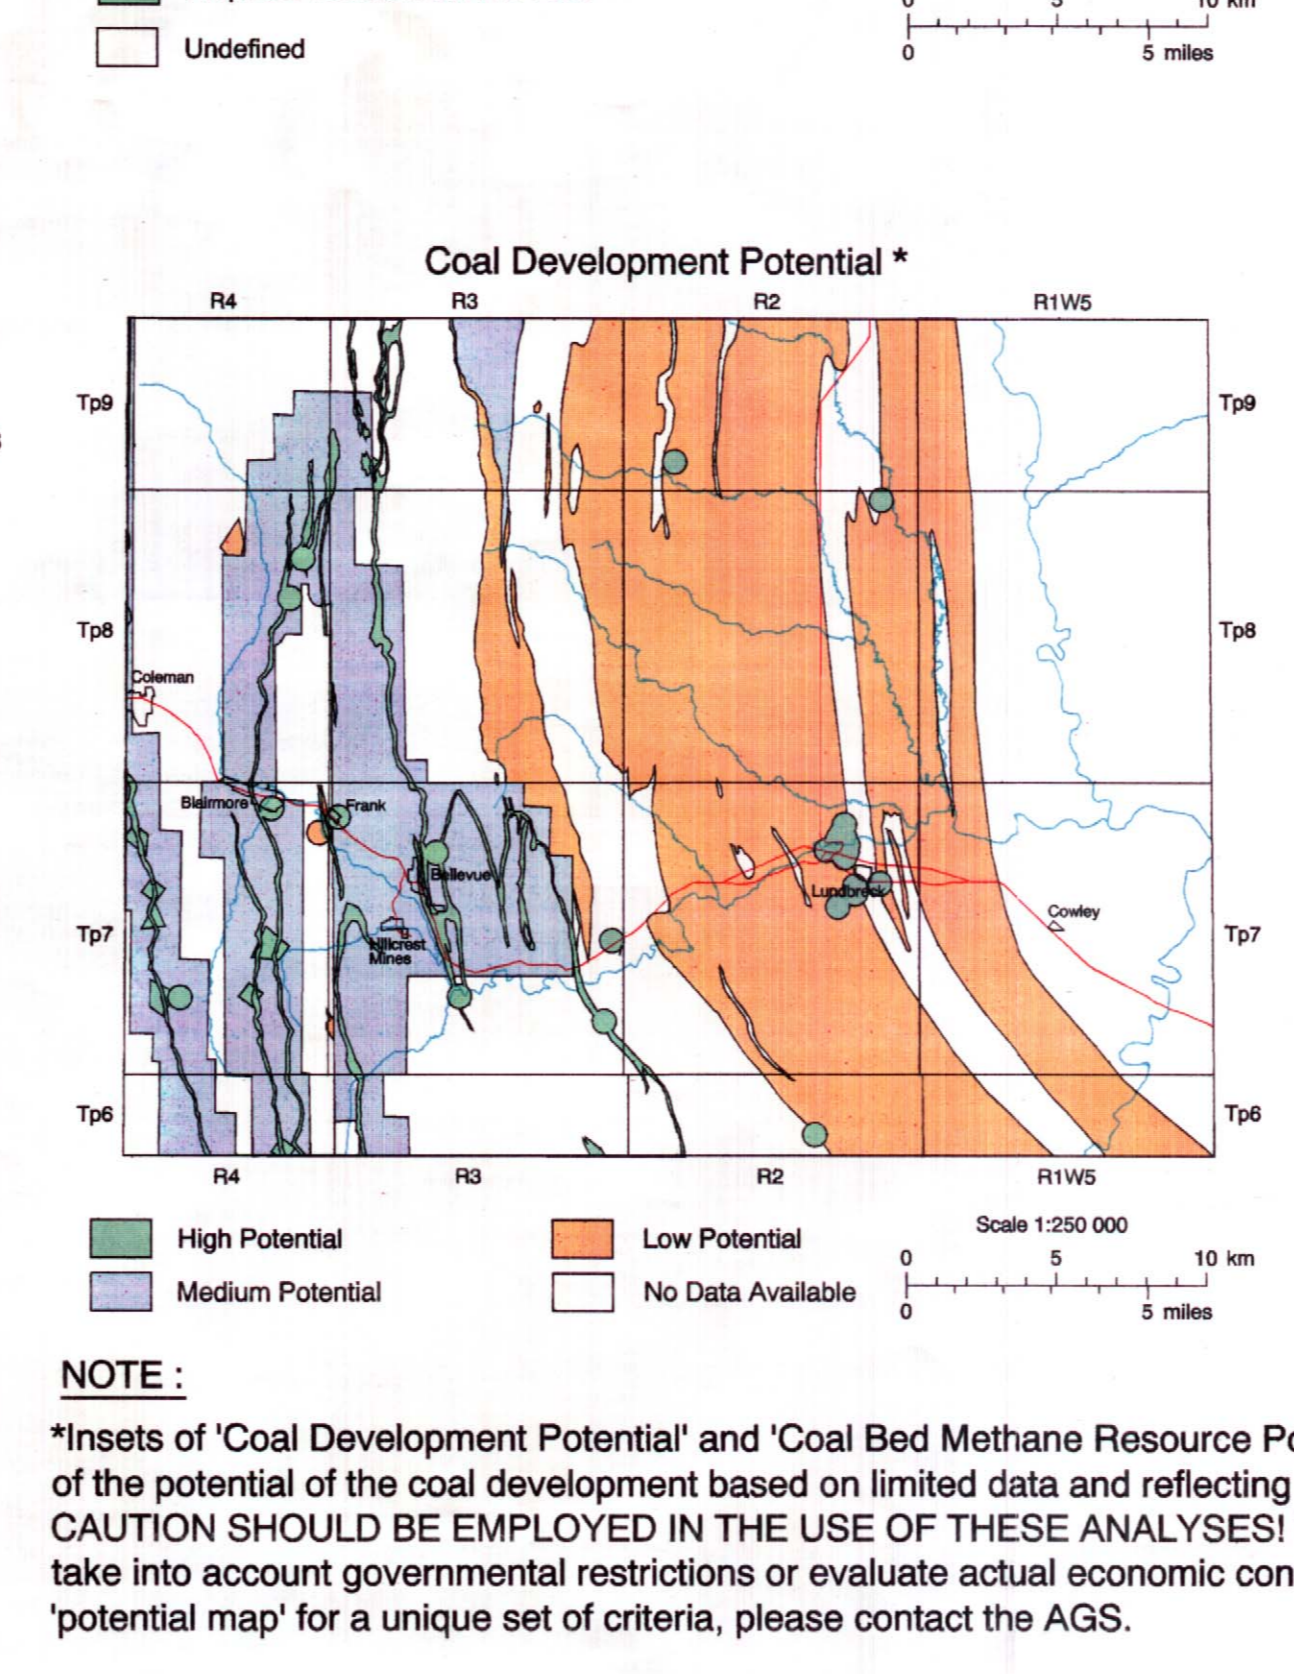 0 5 10 km
Undefined
0 5 miles
Coal Development Potential *
R4 R3 R2 R1W5
Tp9 Tp9
Tp8 Tp8
Coleman
Blairmore Frank
Bellevue
Lundbreck
Cowley
Tp7 Tp7
Hillcrest
Mines
Tp6 Tp6
R4 R3 R2 R1W5
High Potential Low Potential Scale 1:250 000
0 5 10 km
Medium Potential No Data Available
0 5 miles
NOTE :
*Insets of 'Coal Development Potential' and 'Coal Bed Methane Resource
of the potential of the coal development based on limited data and reflecting
CAUTION SHOULD BE EMPLOYED IN THE USE OF THESE ANALYSES!
take into account governmental restrictions or evaluate actual economic con
'potential map' for a unique set of criteria, please contact the AGS.